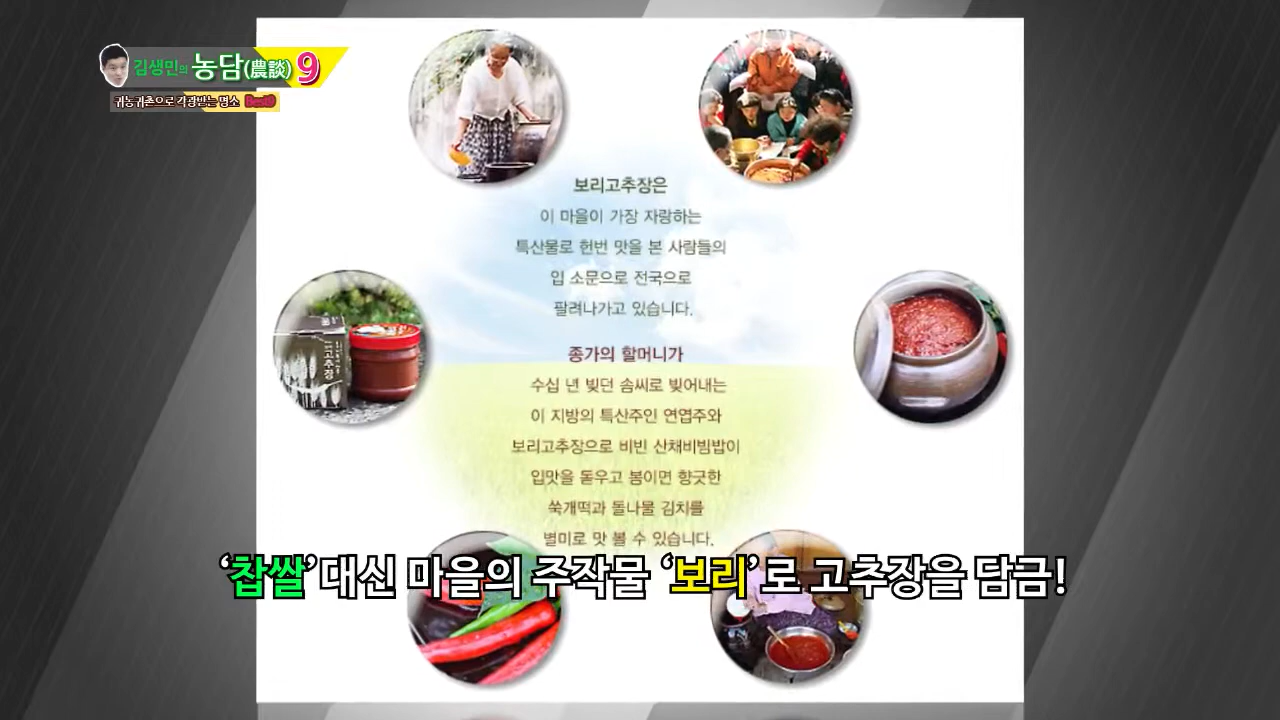 김생민의 농담(農談) 9
귀농귀촌으로 각광받는 명소 Best9
보리고추장은
이 마을이 가장 자랑하는
특산물로 한번 맛을 본 사람들의
입 소문으로 전국으로
팔려나가고 있습니다.
고추장
종가의 할머니가
수십 년 빚던 솜씨로 빚어내는
이 지방의 특산주인 연엽주와
보리고추장으로 비빈 산채비빔밥이
입맛을 돋우고 봄이면 향긋한
쑥개떡과 돌나물 김치를
별미로 맛 볼 수 있습니다.
‘찹쌀’대신 마을의 주작물 ‘보리’로 고추장을 담금!